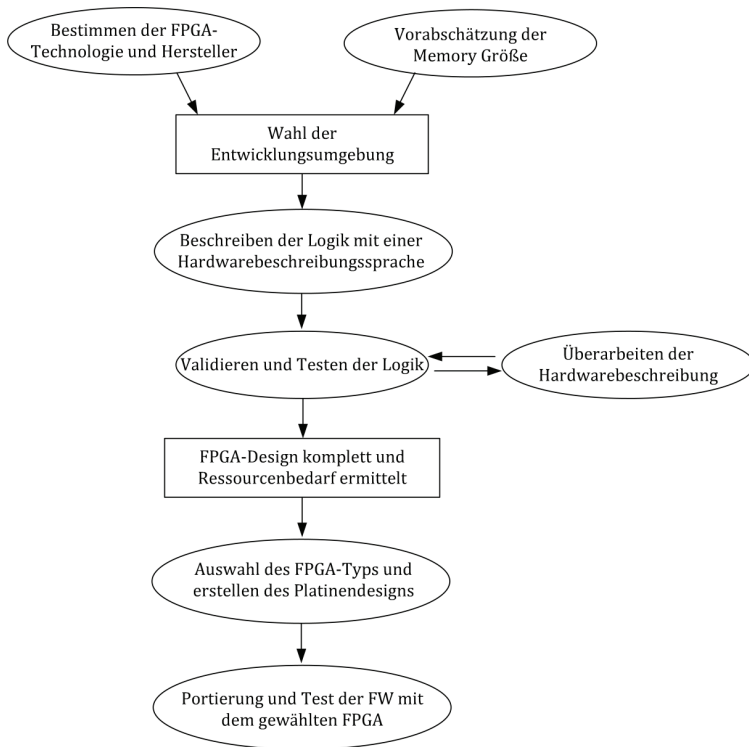 Bestimmen der FPGA-
Technologie und Hersteller
Vorabschätzung der
Memory Größe
Wahl der
Entwicklungsumgebung
Beschreiben der Logik mit einer
Hardwarebeschreibungssprache
Validieren und Testen der Logik
Überarbeiten der
Hardwarebeschreibung
FPGA-Design komplett und
Ressourcenbedarf ermittelt
Auswahl des FPGA-Typs und
erstellen des Platinendesigns
Portierung und Test der FW mit
dem gewählten FPGA